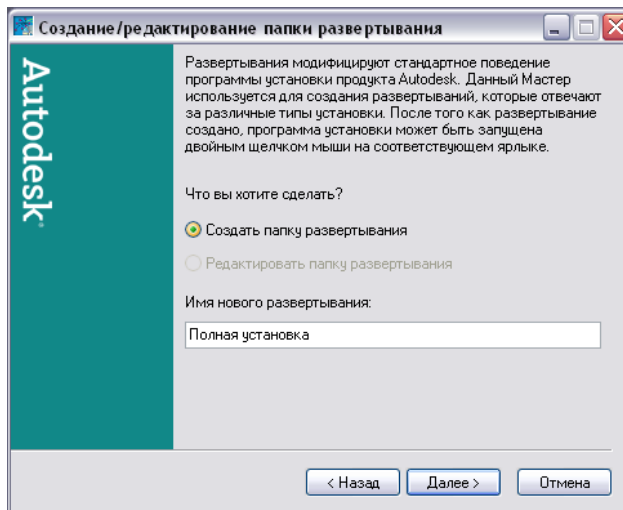 Создание/редактирование папки развертывания
Autodesk
Развертывания модифицируют стандартное поведение
программы установки продукта Autodesk. Данный Мастер
используется для создания развертываний, которые отвечают
за различные типы установки. После того как развертывание
создано, программа установки может быть запущена
двойным щелчком мыши на соответствующем ярлыке.
Что вы хотите сделать?
Создать папку развертывания
Редактировать папку развертывания
Имя нового развертывания:
Полная установка
< Назад Далее > Отмена